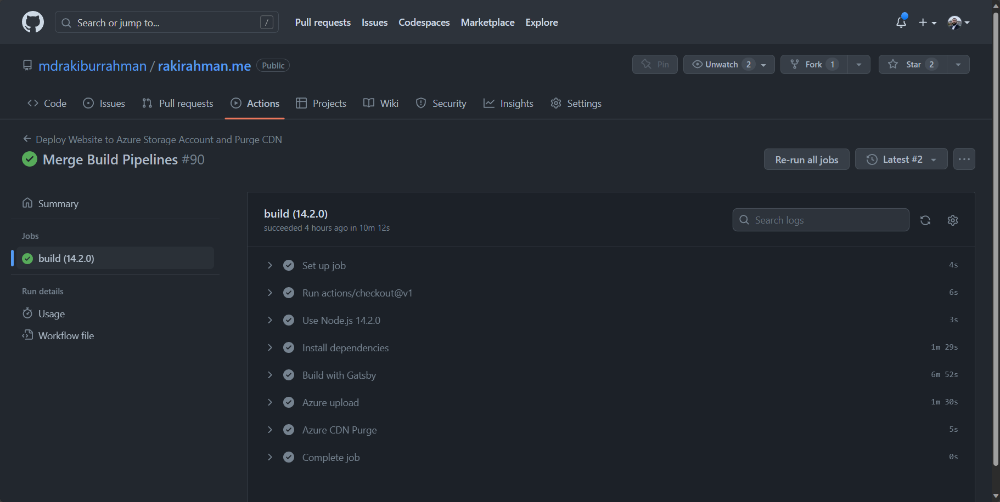 Search or jump to... /
Pull requests Issues Codespaces Marketplace Explore
mdrakiburrahman / rakirahman.me Public
Pin Unwatch 2 Fork 1 Star 2
Code Issues Pull requests Actions Projects Wiki Security Insights Settings
Deploy Website to Azure Storage Account and Purge CDN
Merge Build Pipelines #90
Re-run all jobs Latest #2
Summary
Jobs
build (14.2.0)
Run details
Usage
Workflow file
build (14.2.0)
succeeded 4 hours ago in 10m 12s
Search logs
Set up job 4s
Run actions/checkout@v1 6s
Use Node.js 14.2.0 3s
Install dependencies 1m 29s
Build with Gatsby 6m 52s
Azure upload 1m 30s
Azure CDN Purge 5s
Complete job 0s